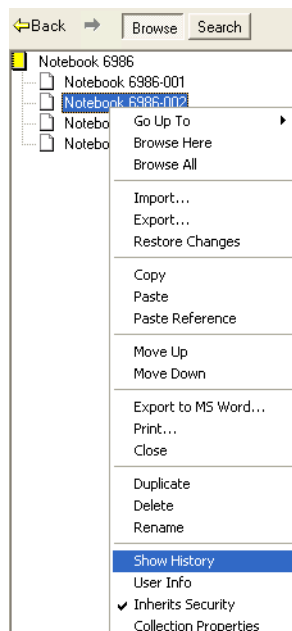 Back Browse Search
Notebook 6986
Notebook 6986-001
Notebook 6986-002
Notebo
Notebo
Go Up To
Browse Here
Browse All
Import...
Export...
Restore Changes
Copy
Paste
Paste Reference
Move Up
Move Down
Export to MS Word...
Print...
Close
Duplicate
Delete
Rename
Show History
User Info
Inherits Security
Collection Properties